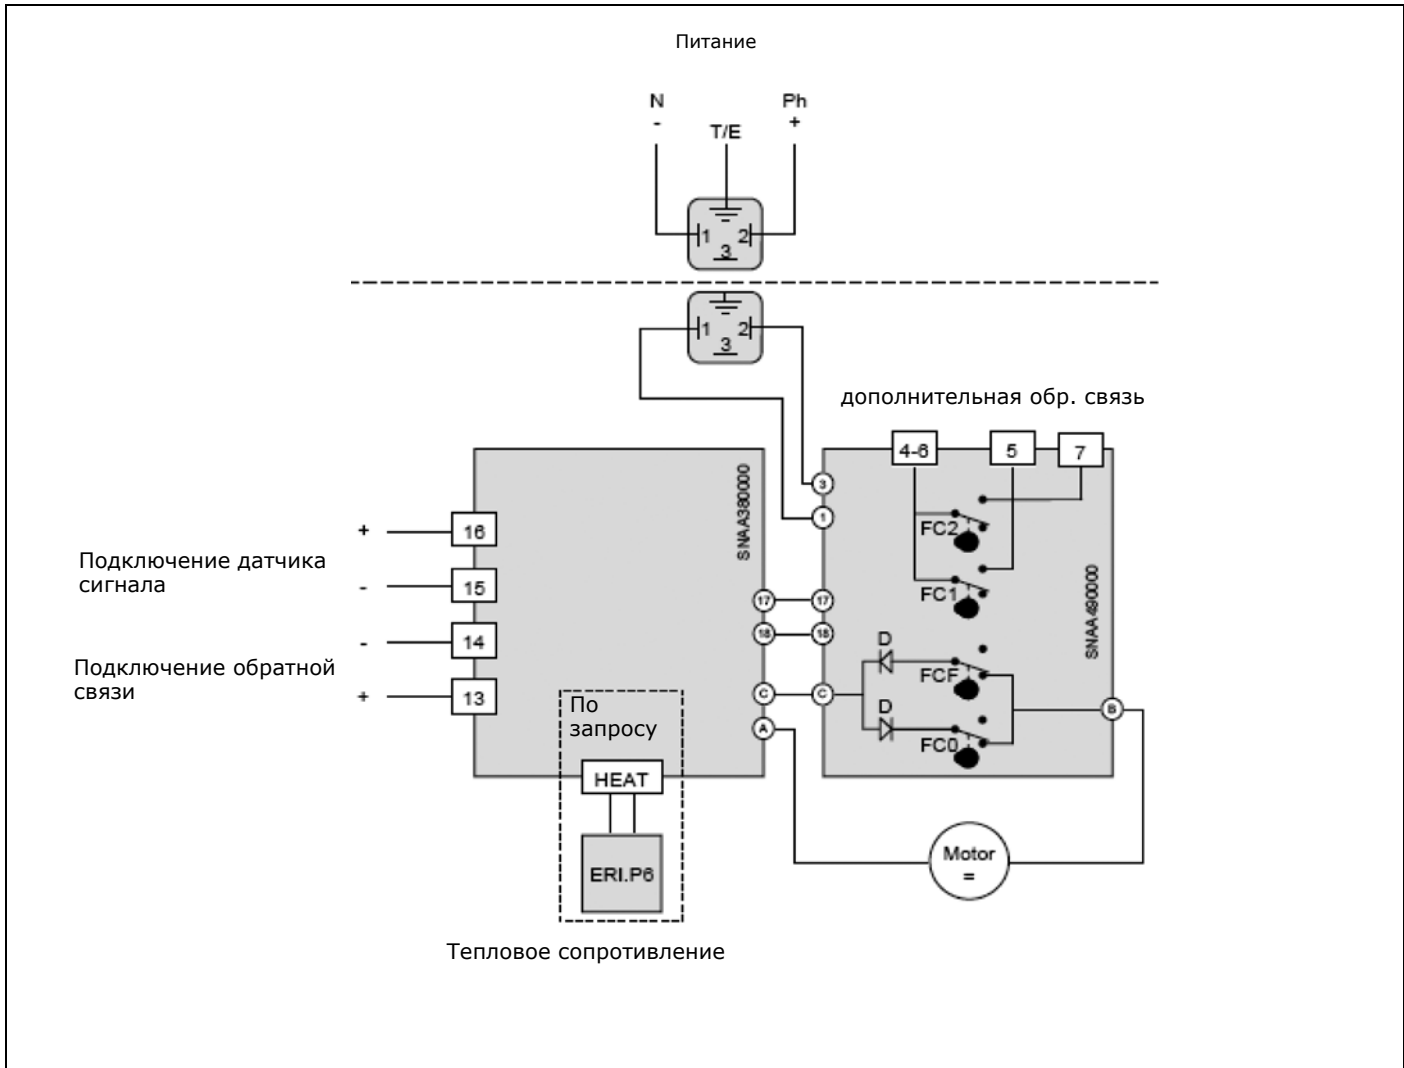 Питание
N
-
T/E
Ph
+
1
2
3
1
2
3
дополнительная обр. связь
4-6
5
7
SNAA380000
3
1
FC2
FC1
SNAA490000
Подключение датчика
сигнала
+
16
-
15
-
14
Подключение обратной
связи
+
13
17
17
18
18
C
C
A
D
FCF
D
FC0
B
По
запросу
HEAT
ERI.P6
Motor
=
Тепловое сопротивление